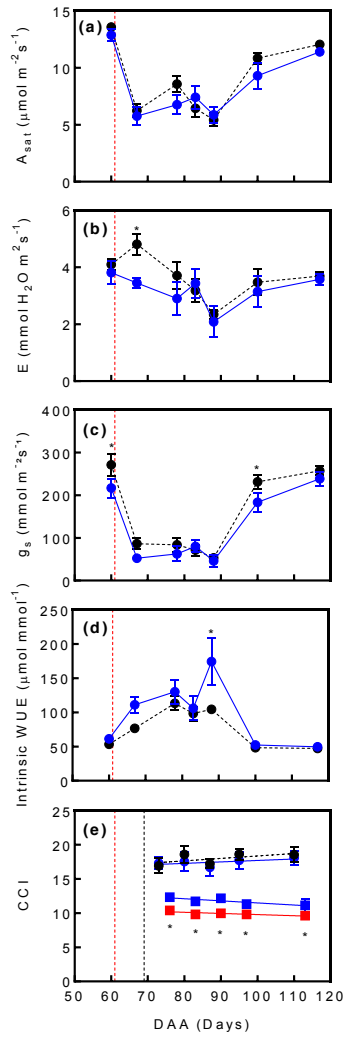 15
(a)
10
5
0
A sat (μmol m⁻² s⁻¹)
6
(b)
*
4
2
0
E (mmol H₂O m² s⁻¹)
400
(c)
300
*
*
200
100
0
gₛ (mmol m⁻² s⁻¹)
200
(d)
*
150
100
50
0
Intrinsic WUE (μmol mmol⁻¹)
25
(e)
20
15
10
* * * * *
5
0
CCI
50 60 70 80 90 100 110 120
DAA (Days)